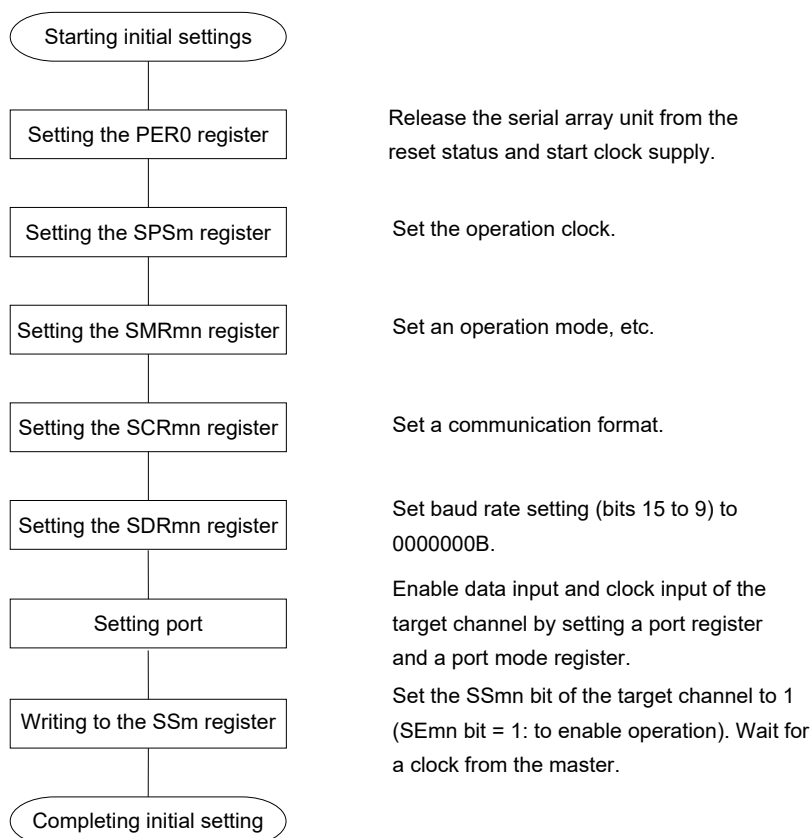 Starting initial settings
Setting the PER0 register
Release the serial array unit from the
reset status and start clock supply.
Setting the SPSm register
Set the operation clock.
Setting the SMRmn register
Set an operation mode, etc.
Setting the SCRmn register
Set a communication format.
Setting the SDRmn register
Set baud rate setting (bits 15 to 9) to
0000000B.
Setting port
Enable data input and clock input of the
target channel by setting a port register
and a port mode register.
Writing to the SSm register
Set the SSmn bit of the target channel to 1
(SEmn bit = 1: to enable operation). Wait for
a clock from the master.
Completing initial setting